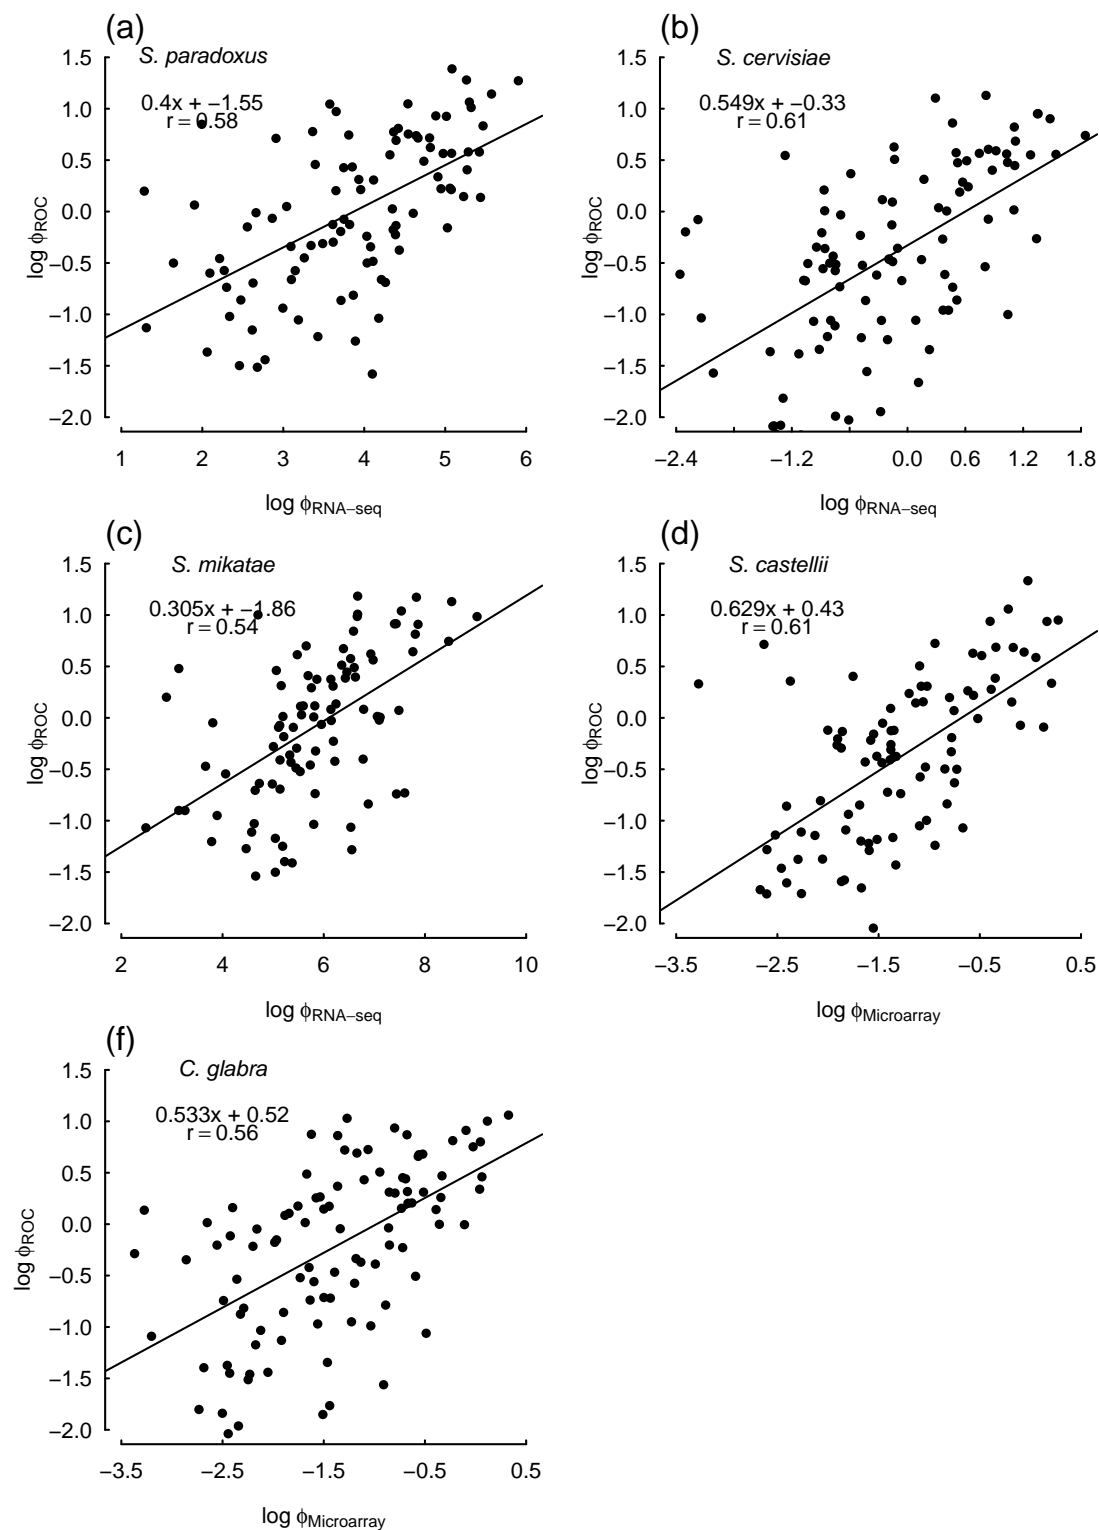 (a)
S. paradoxus
0.4x + −1.55
r = 0.58
1.5
1.0
0.5
0.0
−0.5
−1.0
−1.5
−2.0
log ϕROC
1 2 3 4 5 6
log ϕRNA−seq
(b)
S. cervisiae
0.549x + −0.33
r = 0.61
1.5
1.0
0.5
0.0
−0.5
−1.0
−1.5
−2.0
log ϕROC
−2.4 −1.2 0.0 0.6 1.2 1.8
log ϕRNA−seq
(c)
S. mikatae
0.305x + −1.86
r = 0.54
1.5
1.0
0.5
0.0
−0.5
−1.0
−1.5
−2.0
log ϕROC
2 4 6 8 10
log ϕRNA−seq
(d)
S. castellii
0.629x + 0.43
r = 0.61
1.5
1.0
0.5
0.0
−0.5
−1.0
−1.5
−2.0
log ϕROC
−3.5 −2.5 −1.5 −0.5 0.5
log ϕMicroarray
(f)
C. glabra
0.533x + 0.52
r = 0.56
1.5
1.0
0.5
0.0
−0.5
−1.0
−1.5
−2.0
log ϕROC
−3.5 −2.5 −1.5 −0.5 0.5
log ϕMicroarray